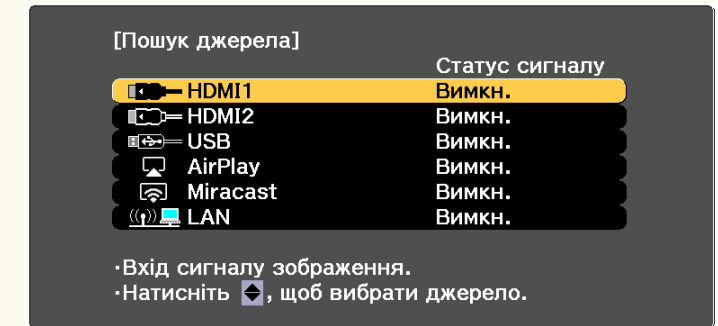 [Пошук джерела]
Статус сигналу
HDMI1 Вимкн.
HDMI2 Вимкн.
USB Вимкн.
AirPlay Вимкн.
Miracast Вимкн.
LAN Вимкн.
·Вхід сигналу зображення.
·Натисніть , щоб вибрати джерело.